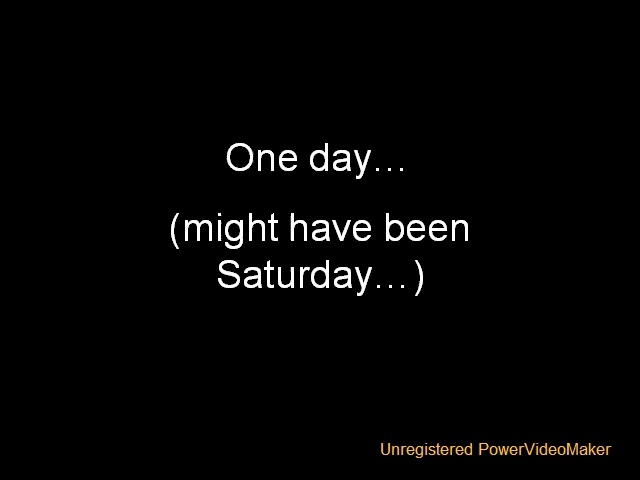 One day…
(might have been
Saturday…)
Unregistered PowerVideoMaker